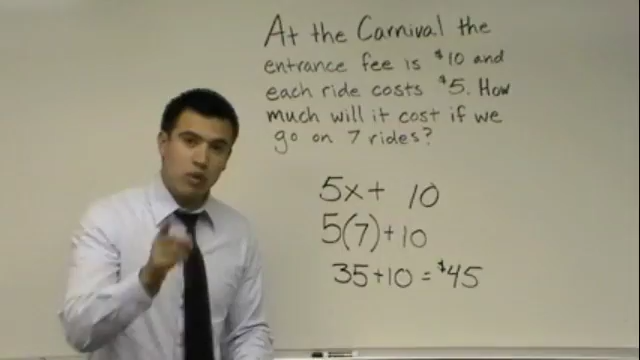 At the Carnival the
entrance fee is $10 and
each ride costs $5. How
much will it cost if we
go on 7 rides?
5x + 10
5(7) + 10
35 + 10 = $45